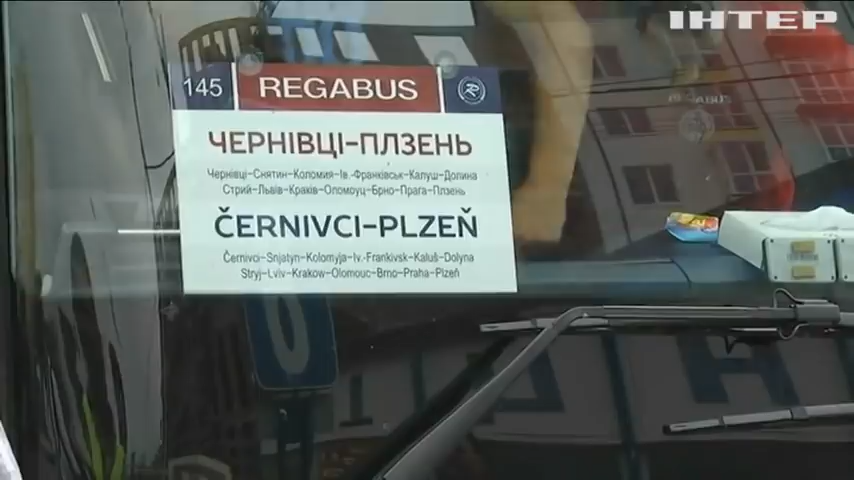 ІНТЕР
145 REGABUS
ЧЕРНІВЦІ-ПЛЗЕНЬ
Чернівці-Снятин-Коломия-Ів.-Франківськ-Калуш-Долина
Стрий-Львів-Краків-Оломоуц-Брно-Прага-Плзень
ČERNIVCI-PLZEŇ
Černivci-Snjatyn-Kolomyja-Iv.-Frankivsk-Kaluš-Dolyna
Stryj-Lviv-Krakow-Olomouc-Brno-Praha-Plzeň